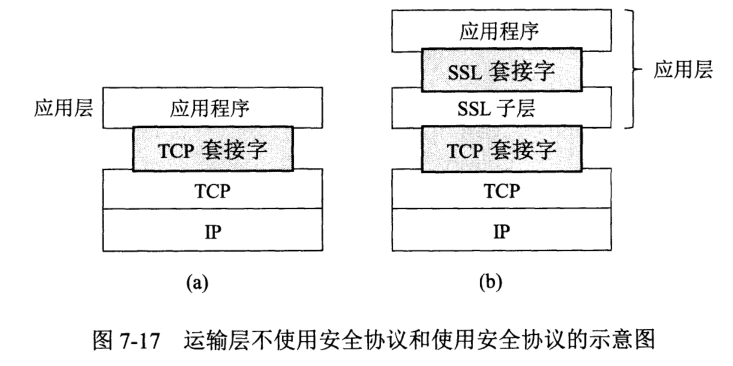 应用程序
SSL 套接字
应用层
应用层
应用程序
SSL 子层
TCP 套接字
TCP 套接字
TCP
TCP
IP
IP
(a)
(b)
图 7-17 运输层不使用安全协议和使用安全协议的示意图